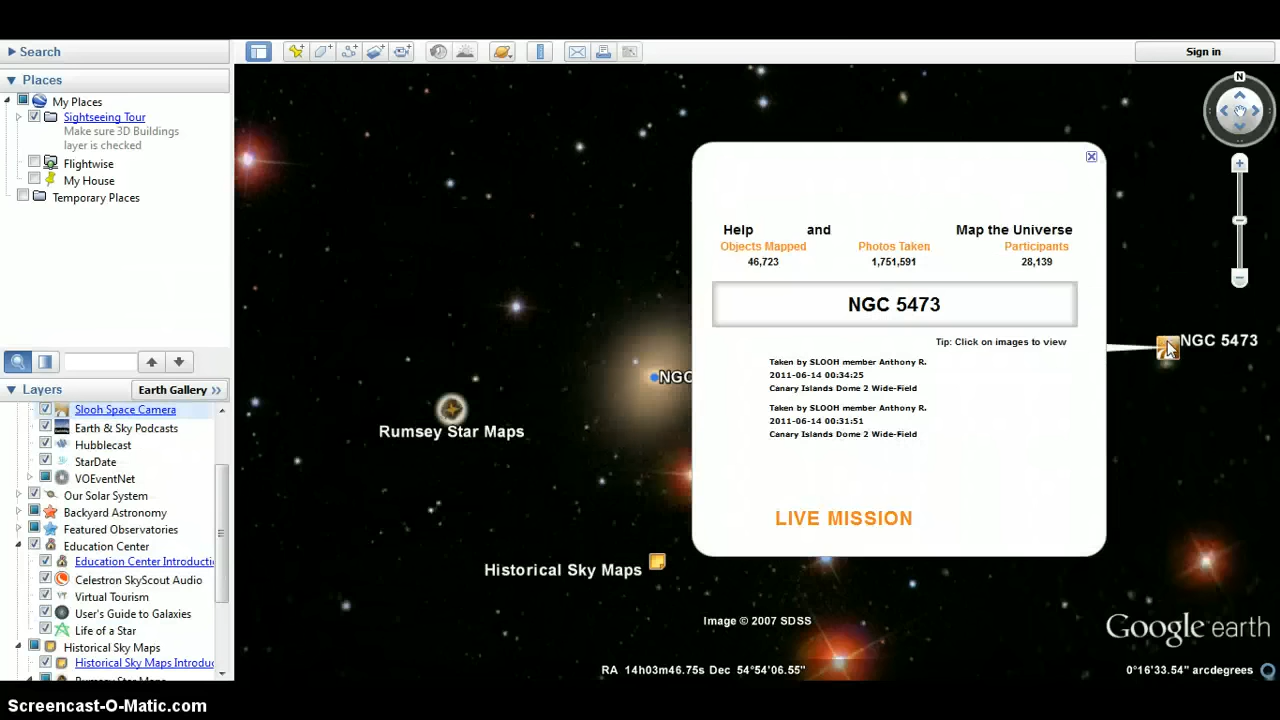 Search
Sign in
Places
My Places
Sightseeing Tour
Make sure 3D Buildings
layer is checked
Flightwise
My House
Temporary Places
Layers
Earth Gallery >>
Slooh Space Camera
Earth & Sky Podcasts
Hubblecast
StarDate
VOEventNet
Our Solar System
Backyard Astronomy
Featured Observatories
Education Center
Education Center Introducti
Celestron SkyScout Audio
Virtual Tourism
User's Guide to Galaxies
Life of a Star
Historical Sky Maps
Historical Sky Maps Introduc
N
Help and Map the Universe
Objects Mapped Photos Taken Participants
46,723 1,751,591 28,139
NGC 5473
Tip: Click on images to view
Taken by SLOOH member Anthony R.
2011-06-14 00:34:25
Canary Islands Dome 2 Wide-Field
Taken by SLOOH member Anthony R.
2011-06-14 00:31:51
Canary Islands Dome 2 Wide-Field
LIVE MISSION
NGC 5473
NGC
Rumsey Star Maps
Historical Sky Maps
Image © 2007 SDSS
Google earth
RA 14h03m46.75s Dec 54°54'06.55"
0°16'33.54" arcdegrees
Screencast-O-Matic.com